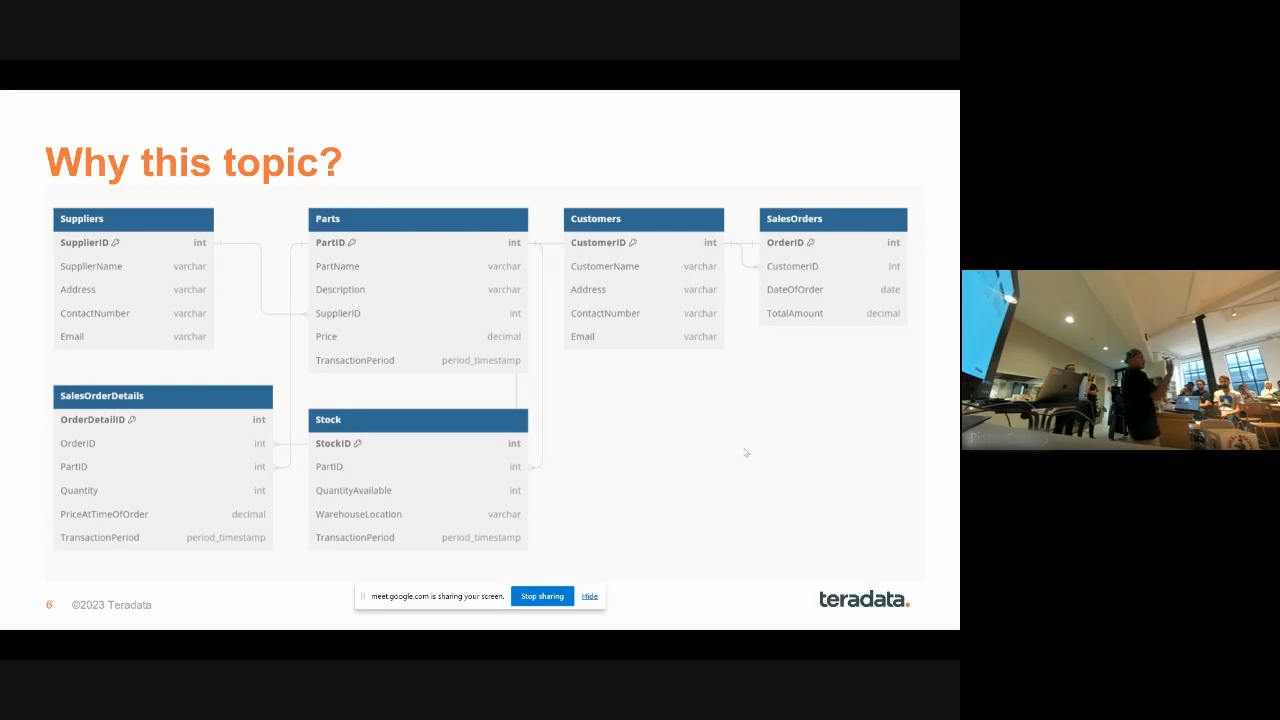 Why this topic?
Suppliers
SupplierID int
SupplierName varchar
Address varchar
ContactNumber varchar
Email varchar
Parts
PartID int
PartName varchar
Description varchar
SupplierID int
Price decimal
TransactionPeriod period_timestamp
Customers
CustomerID int
CustomerName varchar
Address varchar
ContactNumber varchar
Email varchar
SalesOrders
OrderID int
CustomerID int
DateOfOrder date
TotalAmount decimal
SalesOrderDetails
OrderDetailID int
OrderID int
PartID int
Quantity int
PriceAtTimeOfOrder decimal
TransactionPeriod period_timestamp
Stock
StockID int
PartID int
QuantityAvailable int
WarehouseLocation varchar
TransactionPeriod period_timestamp
6 ©2023 Teradata
meet.google.com is sharing your screen. Stop sharing Hide
teradata.